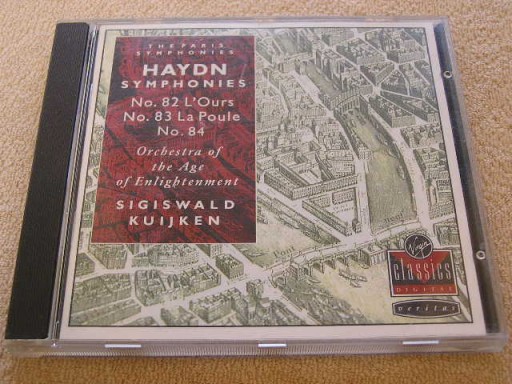 THE PARIS
SYMPHONIES
HAYDN
SYMPHONIES
No. 82 L'Ours
No. 83 La Poule
No. 84
Orchestra of
the Age
of Enlightenment
SIGISWALD
KUIJKEN
Virgin
classics
DIGITAL
veritas